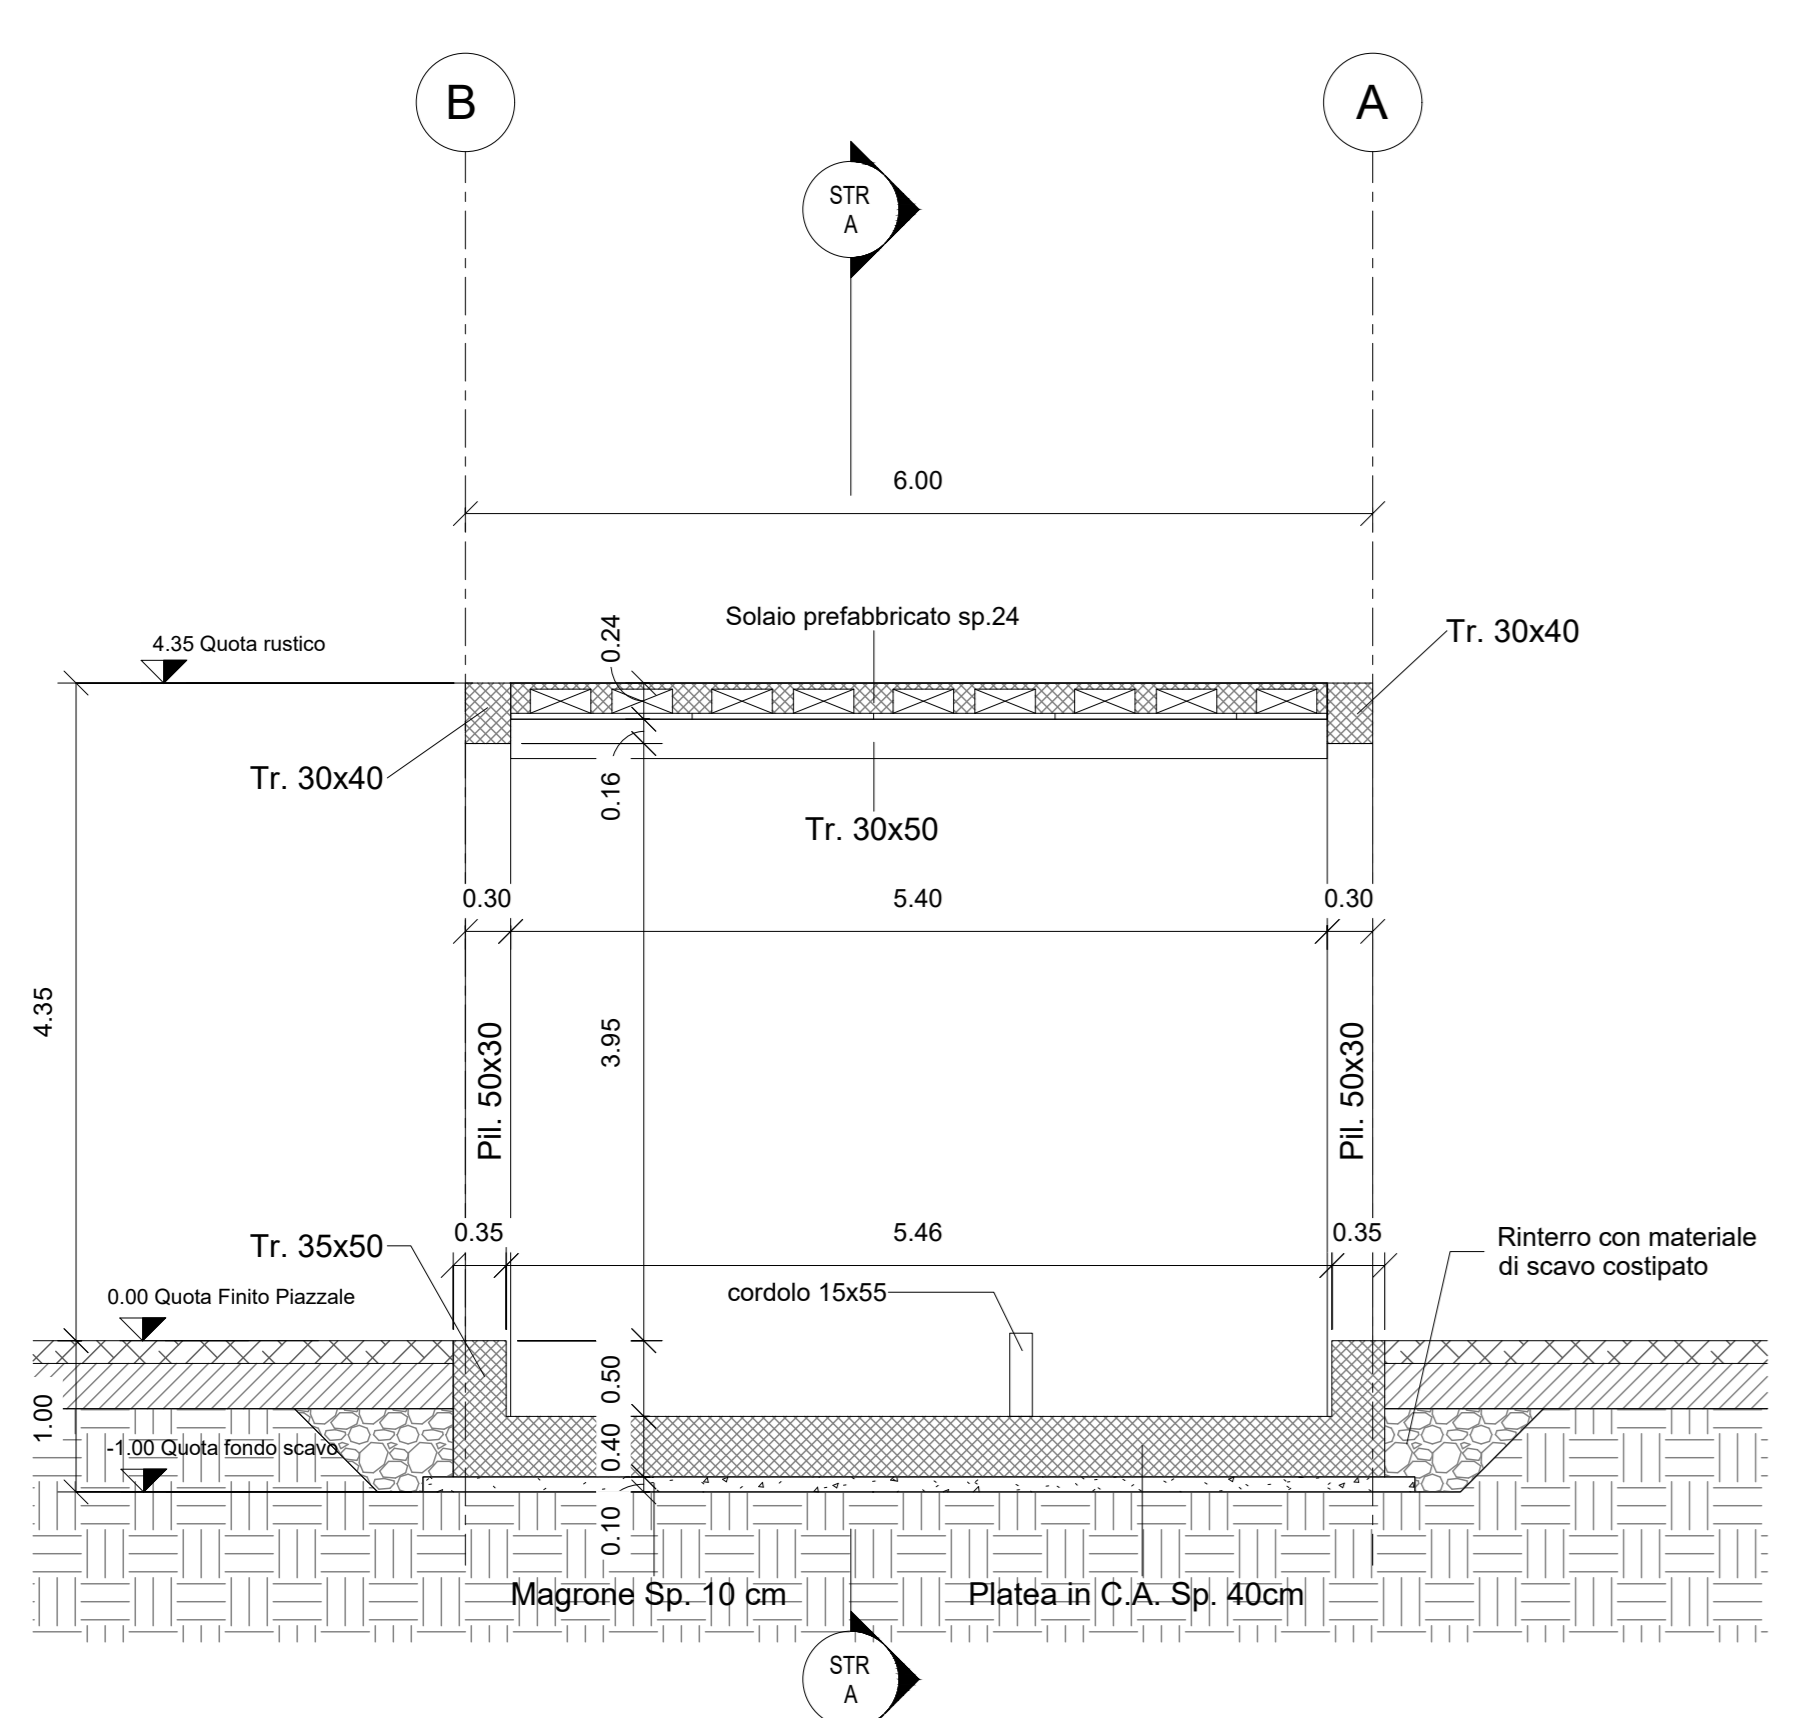 B
A
STR
A
6.00
Solaio prefabbricato sp.24
0.24
4.35 Quota rustico
Tr. 30x40
Tr. 30x40
0.16
Tr. 30x50
0.30
5.40
0.30
4.35
3.95
Pil. 50x30
Pil. 50x30
0.35
5.46
0.35
Tr. 35x50
Rinterro con materiale
di scavo costipato
cordolo 15x55
0.00 Quota Finito Piazzale
0.50
1.00
0.40
-1.00 Quota fondo scavo
0.10
Magrone Sp. 10 cm
Platea in C.A. Sp. 40cm
STR
A